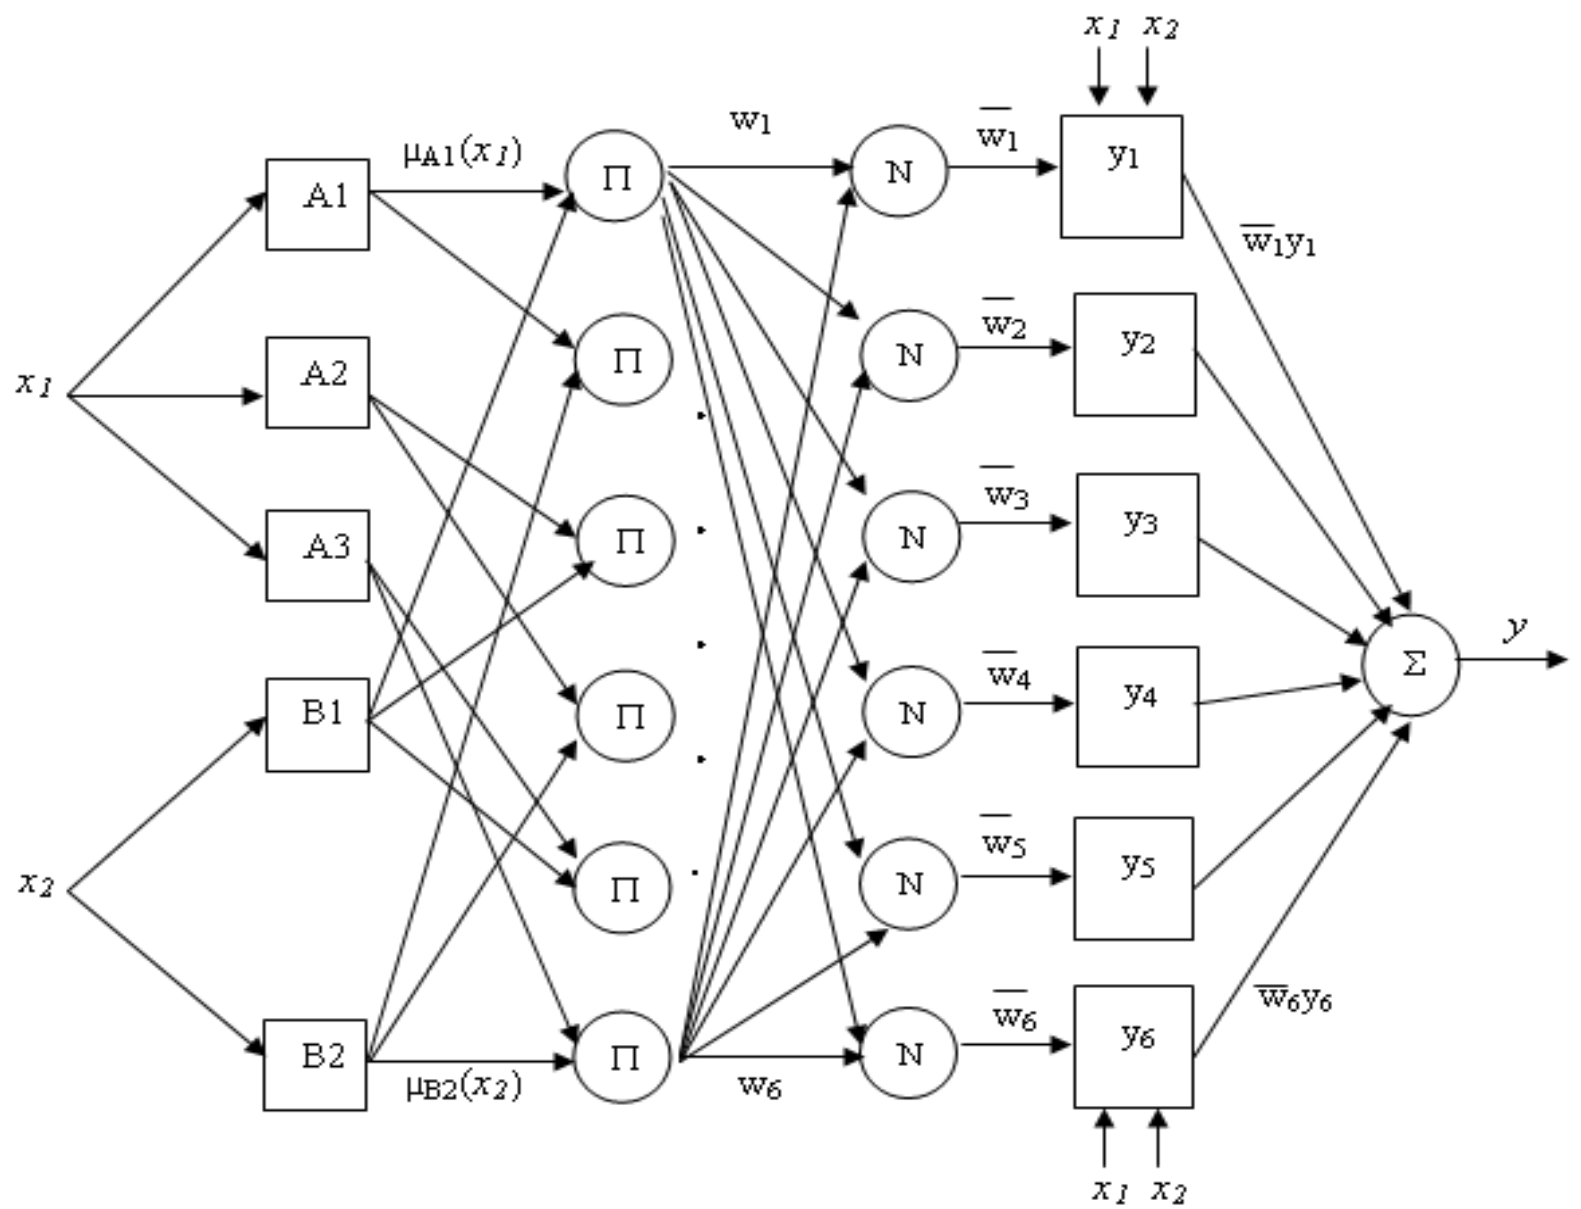 x₁ x₂
μA1(x₁) w₁ w̅₁ y₁
A1 Π N
w̅₁y₁
A2 Π N w̅₂ y₂
x₁
A3 Π N w̅₃ y₃
y
Σ
B1 Π N w̅₄ y₄
x₂
Π N w̅₅ y₅
B2 Π N w̅₆ y₆
w̅₆y₆
μB2(x₂) w₆
x₁ x₂